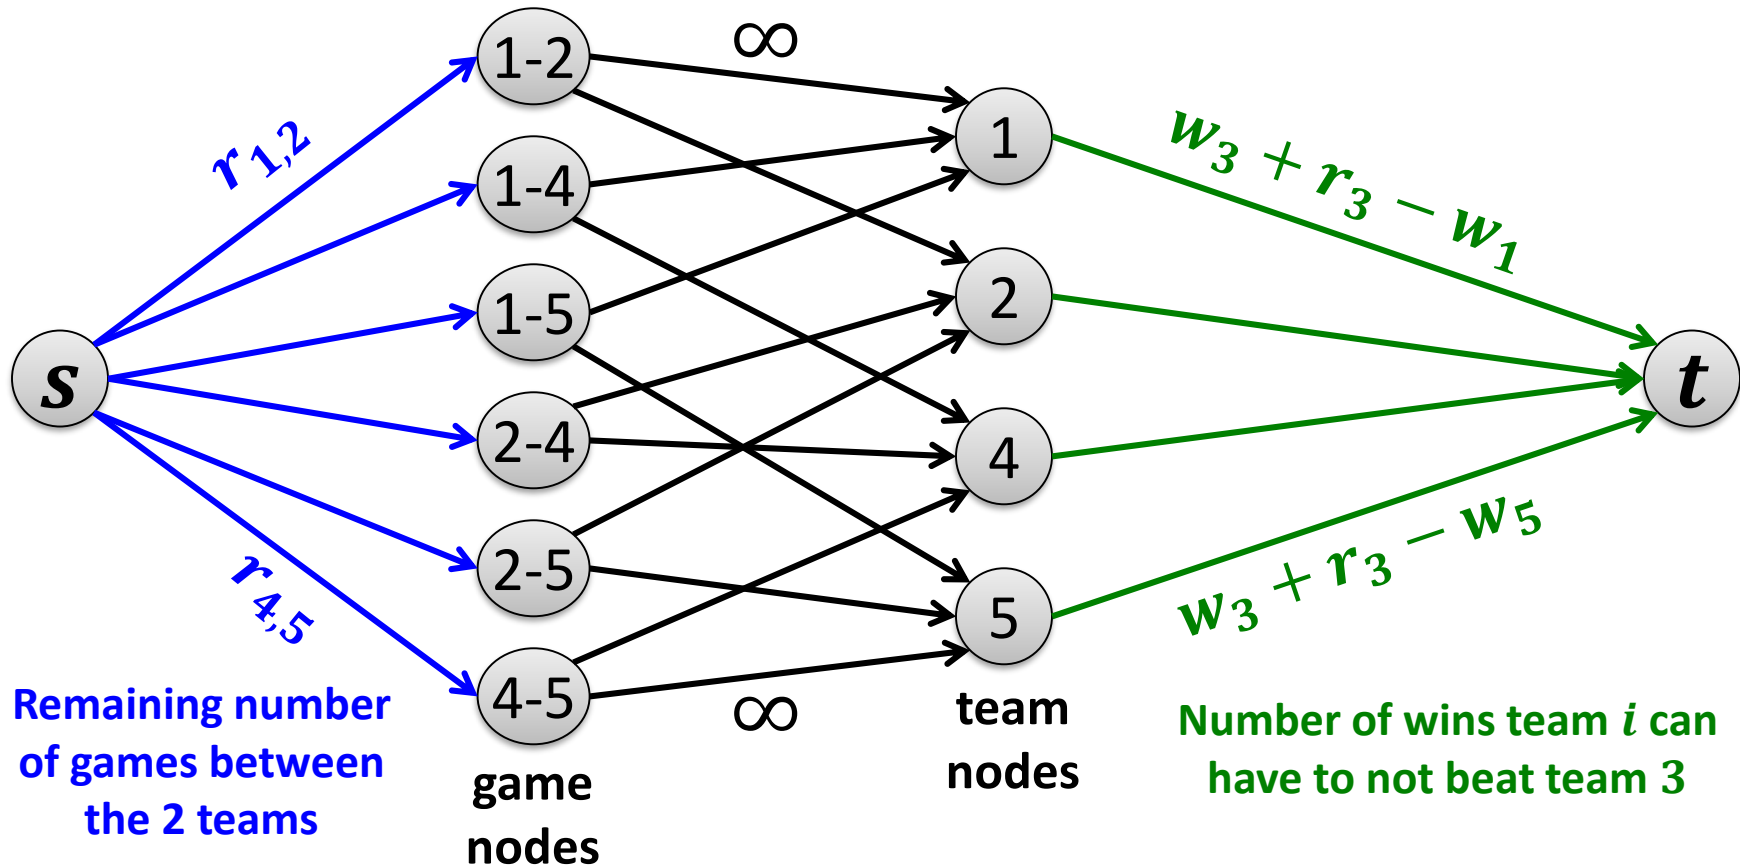 1-2
∞
1-4
1
r₁,₂
w₃ + r₃ − w₁
1-5
2
s
t
2-4
4
2-5
5
r₄,₅
w₃ + r₃ − w₅
4-5
∞
Remaining number
of games between
the 2 teams
game
nodes
team
nodes
Number of wins team i can
have to not beat team 3